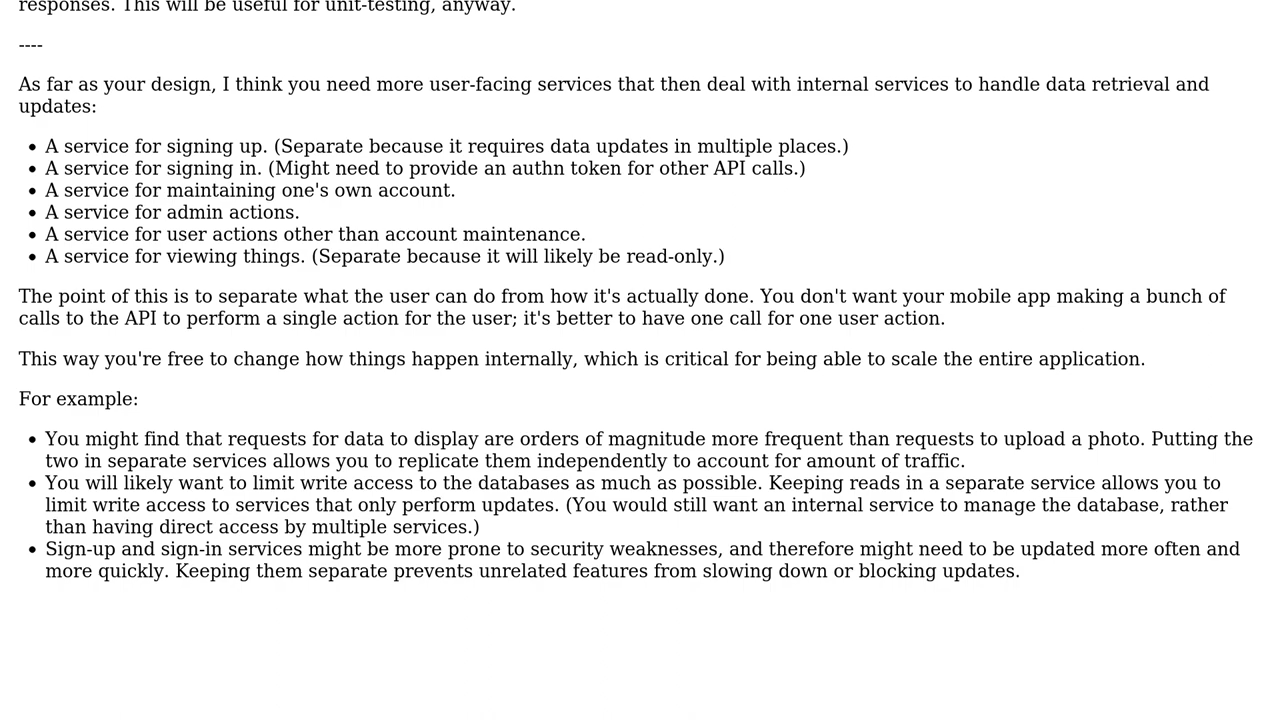 responses. This will be useful for unit-testing, anyway.
----
As far as your design, I think you need more user-facing services that then deal with internal services to handle data retrieval and
updates:
• A service for signing up. (Separate because it requires data updates in multiple places.)
• A service for signing in. (Might need to provide an authn token for other API calls.)
• A service for maintaining one's own account.
• A service for admin actions.
• A service for user actions other than account maintenance.
• A service for viewing things. (Separate because it will likely be read-only.)
The point of this is to separate what the user can do from how it's actually done. You don't want your mobile app making a bunch of
calls to the API to perform a single action for the user; it's better to have one call for one user action.
This way you're free to change how things happen internally, which is critical for being able to scale the entire application.
For example:
• You might find that requests for data to display are orders of magnitude more frequent than requests to upload a photo. Putting the
two in separate services allows you to replicate them independently to account for amount of traffic.
• You will likely want to limit write access to the databases as much as possible. Keeping reads in a separate service allows you to
limit write access to services that only perform updates. (You would still want an internal service to manage the database, rather
than having direct access by multiple services.)
• Sign-up and sign-in services might be more prone to security weaknesses, and therefore might need to be updated more often and
more quickly. Keeping them separate prevents unrelated features from slowing down or blocking updates.